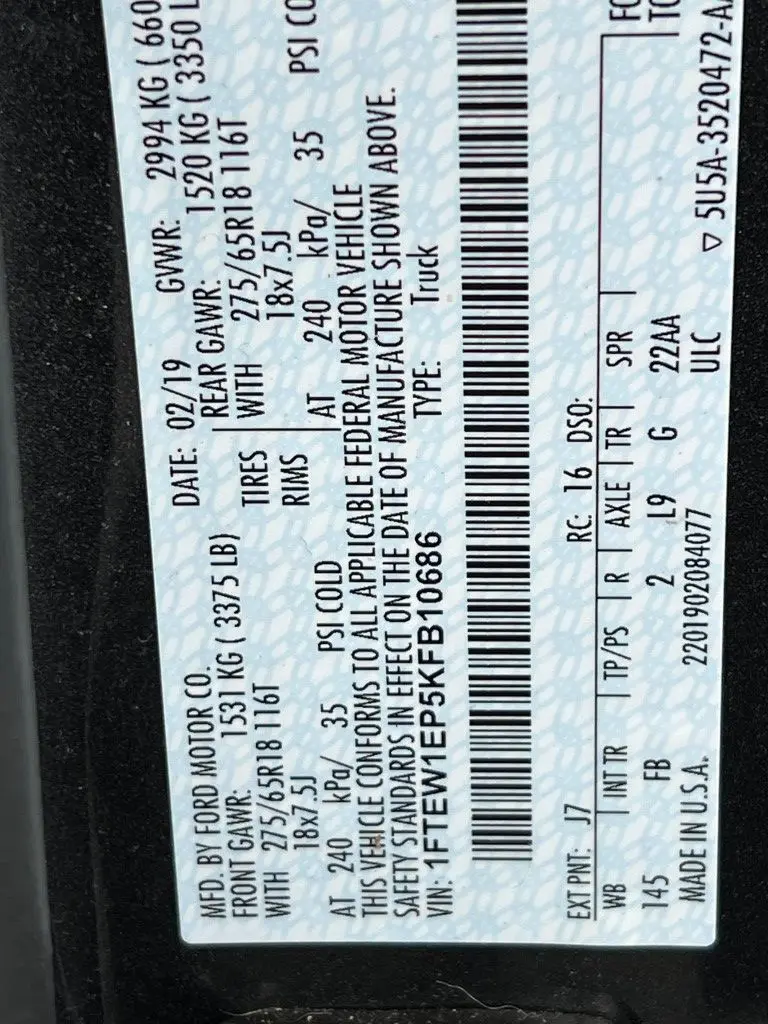 MFD. BY FORD MOTOR CO. DATE: 02/19 GVWR: 2994 KG ( 660
FRONT GAWR: 1531 KG ( 3375 LB) REAR GAWR: 1520 KG ( 3350 L
WITH 275/65R18 116T TIRES WITH 275/65R18 116T
18x7.5J RIMS 18x7.5J
AT 240 kPa/ 35 PSI COLD AT 240 kPa/ 35 PSI CO
THIS VEHICLE CONFORMS TO ALL APPLICABLE FEDERAL MOTOR VEHICLE
SAFETY STANDARDS IN EFFECT ON THE DATE OF MANUFACTURE SHOWN ABOVE.
VIN: 1FTEW1EP5KFB10686 TYPE: Truck
EXT PNT: J7 RC: 16 DSO: FO
WB INT TR TP/PS R AXLE TR SPR TO
145 FB 2 L9 G 22AA
MADE IN U.S.A. 2201902084077 ULC ▽ 5U5A-3520472-AA